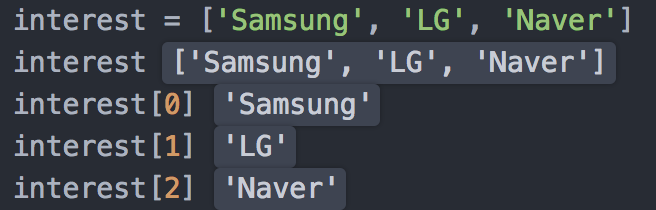 interest = ['Samsung', 'LG', 'Naver']
interest ['Samsung', 'LG', 'Naver']
interest[0] 'Samsung'
interest[1] 'LG'
interest[2] 'Naver'